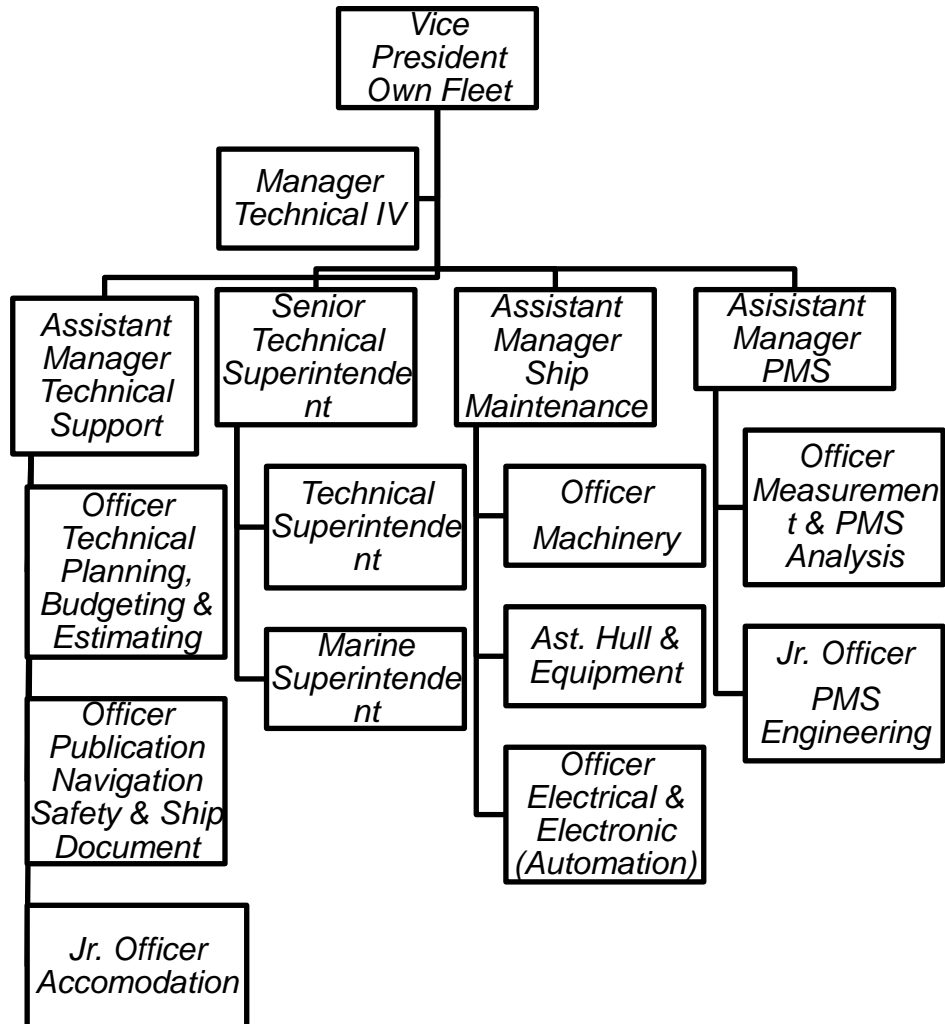 Vice
President
Own Fleet
Manager
Technical IV
Assistant
Manager
Technical
Support
Senior
Technical
Superintende
nt
Assistant
Manager
Ship
Maintenance
Asisistant
Manager
PMS
Officer
Technical
Planning,
Budgeting &
Estimating
Officer
Publication
Navigation
Safety & Ship
Document
Jr. Officer
Accomodation
Technical
Superintende
nt
Marine
Superintende
nt
Officer
Machinery
Ast. Hull &
Equipment
Officer
Electrical &
Electronic
(Automation)
Officer
Measuremen
t & PMS
Analysis
Jr. Officer
PMS
Engineering